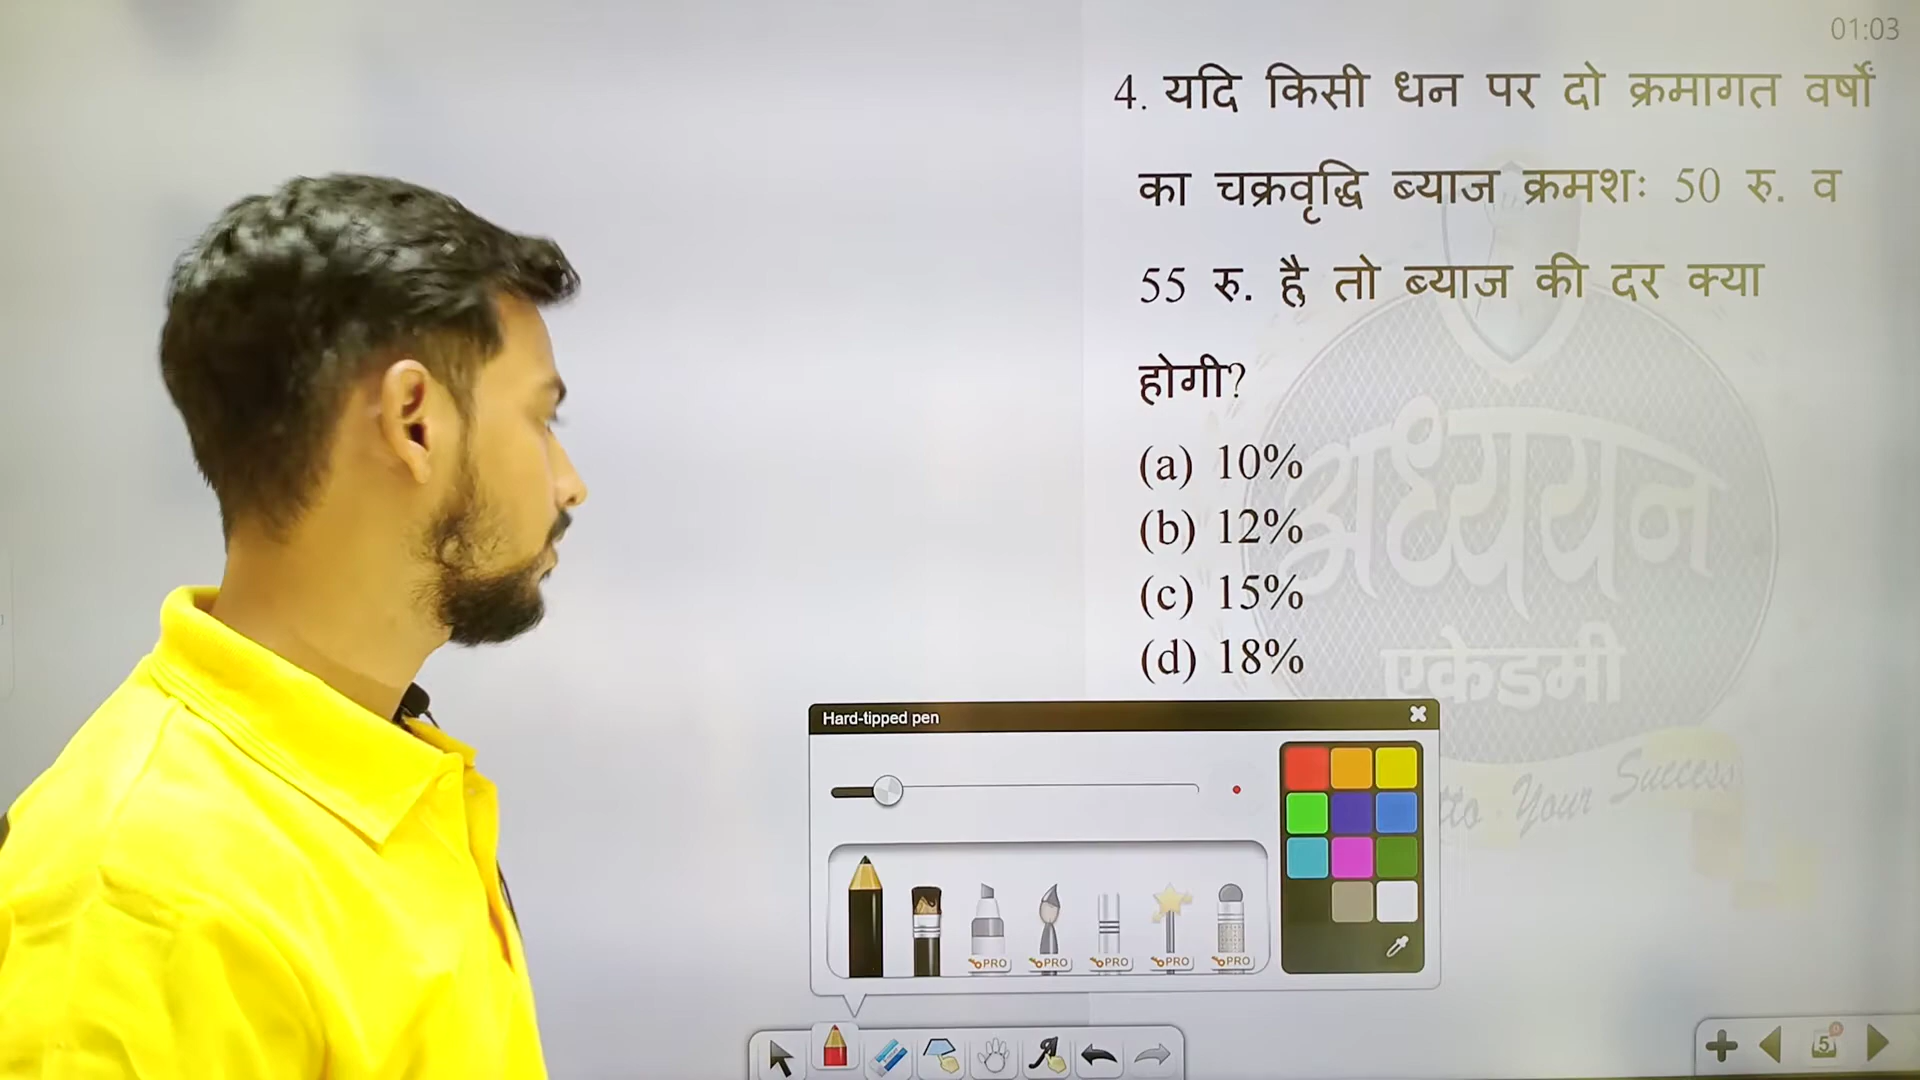 01:03
4. यदि किसी धन पर दो क्रमागत वर्षों
का चक्रवृद्धि ब्याज क्रमशः 50 रु. व
55 रु. है तो ब्याज की दर क्या
होगी?
(a) 10%
(b) 12%
(c) 15%
(d) 18%
अध्ययन
एकेडमी
tto Your Success
Hard-tipped pen
PRO PRO PRO PRO PRO
5